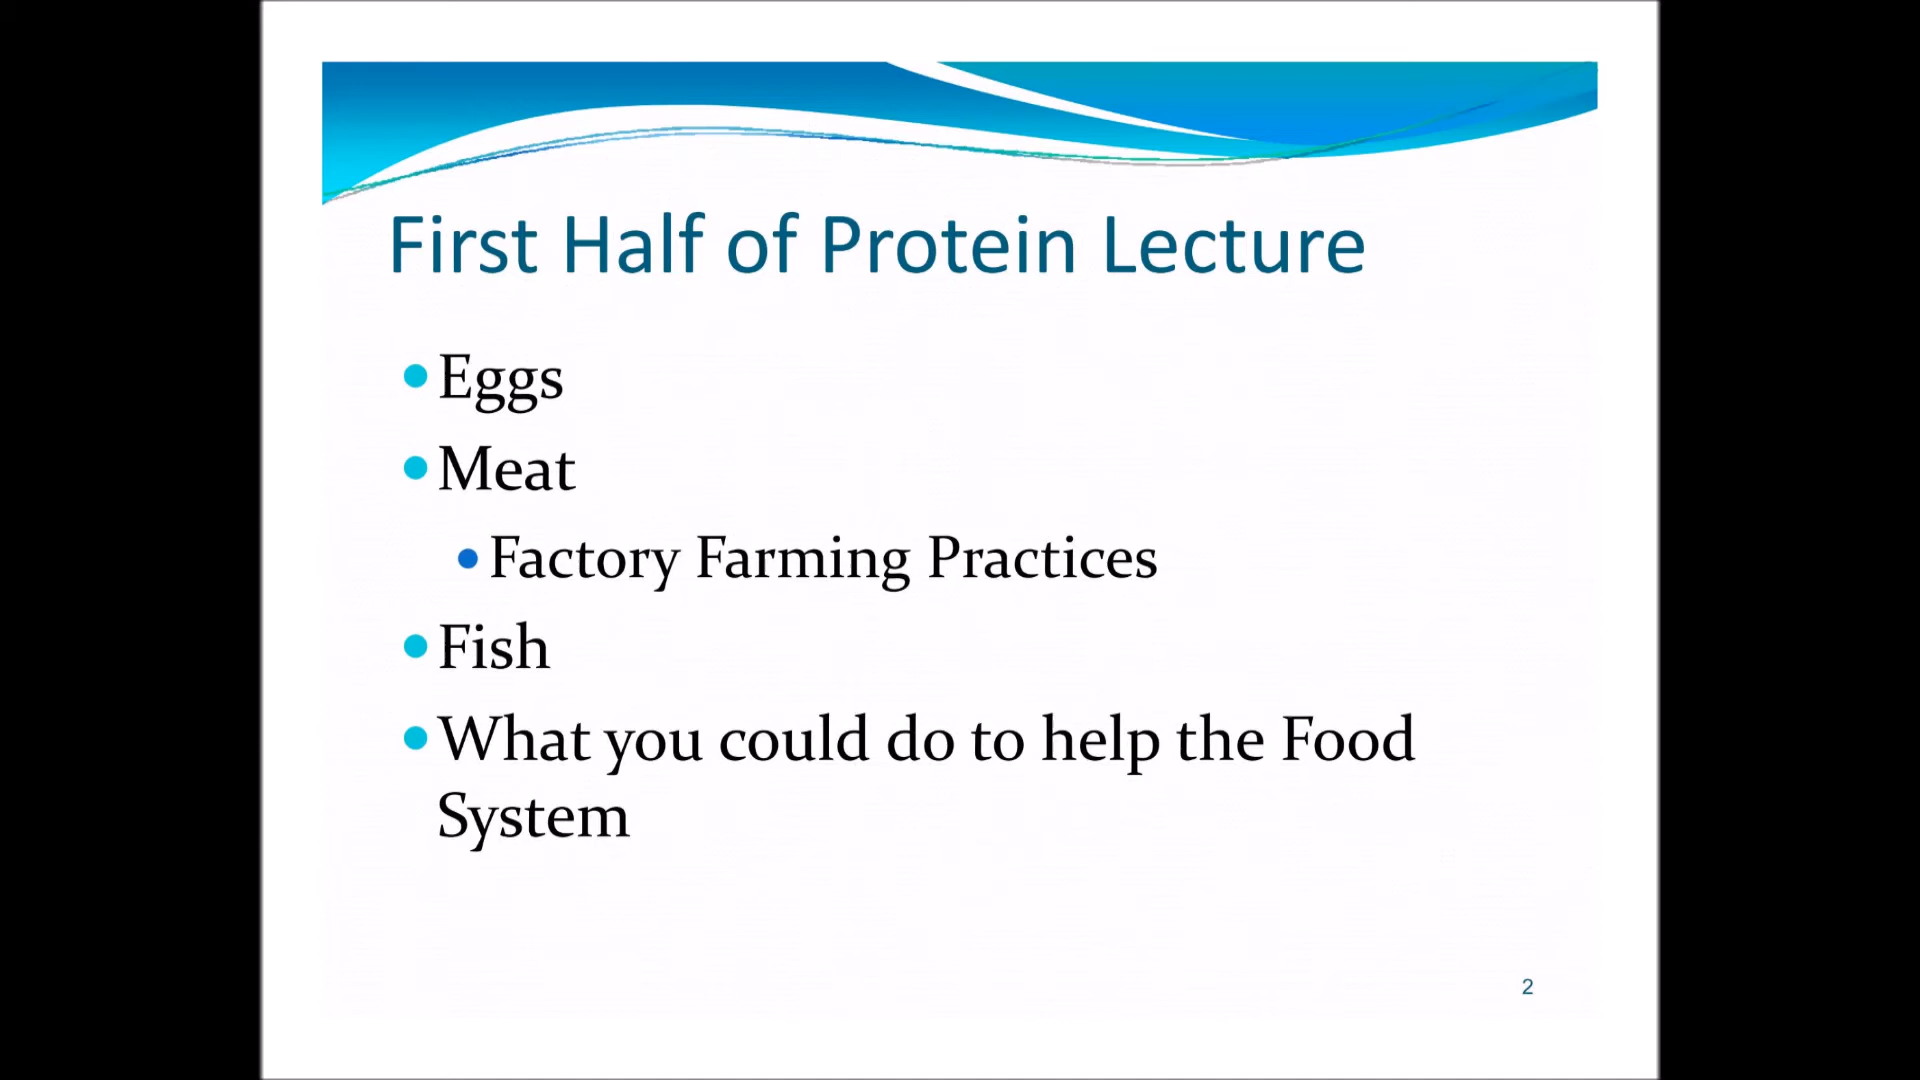 First Half of Protein Lecture
• Eggs
• Meat
• Factory Farming Practices
• Fish
• What you could do to help the Food
System
2